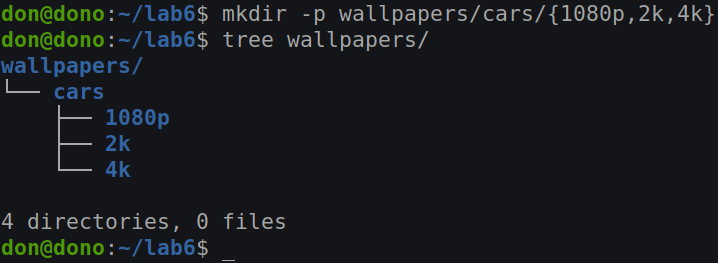 don@dono:~/lab6$ mkdir -p wallpapers/cars/{1080p,2k,4k}
don@dono:~/lab6$ tree wallpapers/
wallpapers/
└── cars
    ├── 1080p
    ├── 2k
    └── 4k

4 directories, 0 files
don@dono:~/lab6$ _